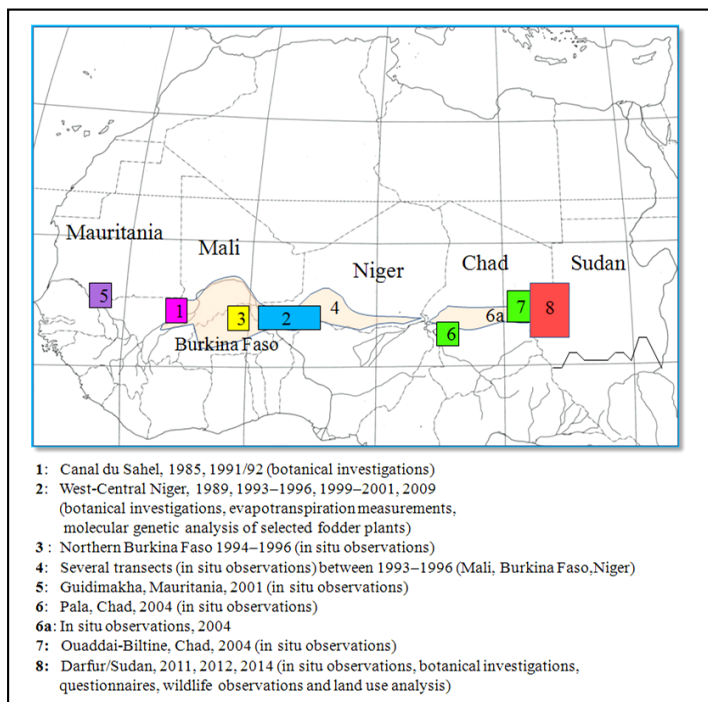 Mauritania
Mali
Niger
Chad
Sudan
5
1
3
2
4
6a
7
8
6
Burkina Faso
1: Canal du Sahel, 1985, 1991/92 (botanical investigations)
2: West-Central Niger, 1989, 1993–1996, 1999–2001, 2009
(botanical investigations, evapotranspiration measurements,
molecular genetic analysis of selected fodder plants)
3 : Northern Burkina Faso 1994–1996 (in situ observations)
4: Several transects (in situ observations) between 1993–1996 (Mali, Burkina Faso,Niger)
5: Guidimakha, Mauritania, 2001 (in situ observations)
6: Pala, Chad, 2004 (in situ observations)
6a: In situ observations, 2004
7: Ouaddai-Biltine, Chad, 2004 (in situ observations)
8: Darfur/Sudan, 2011, 2012, 2014 (in situ observations, botanical investigations,
questionnaires, wildlife observations and land use analysis)